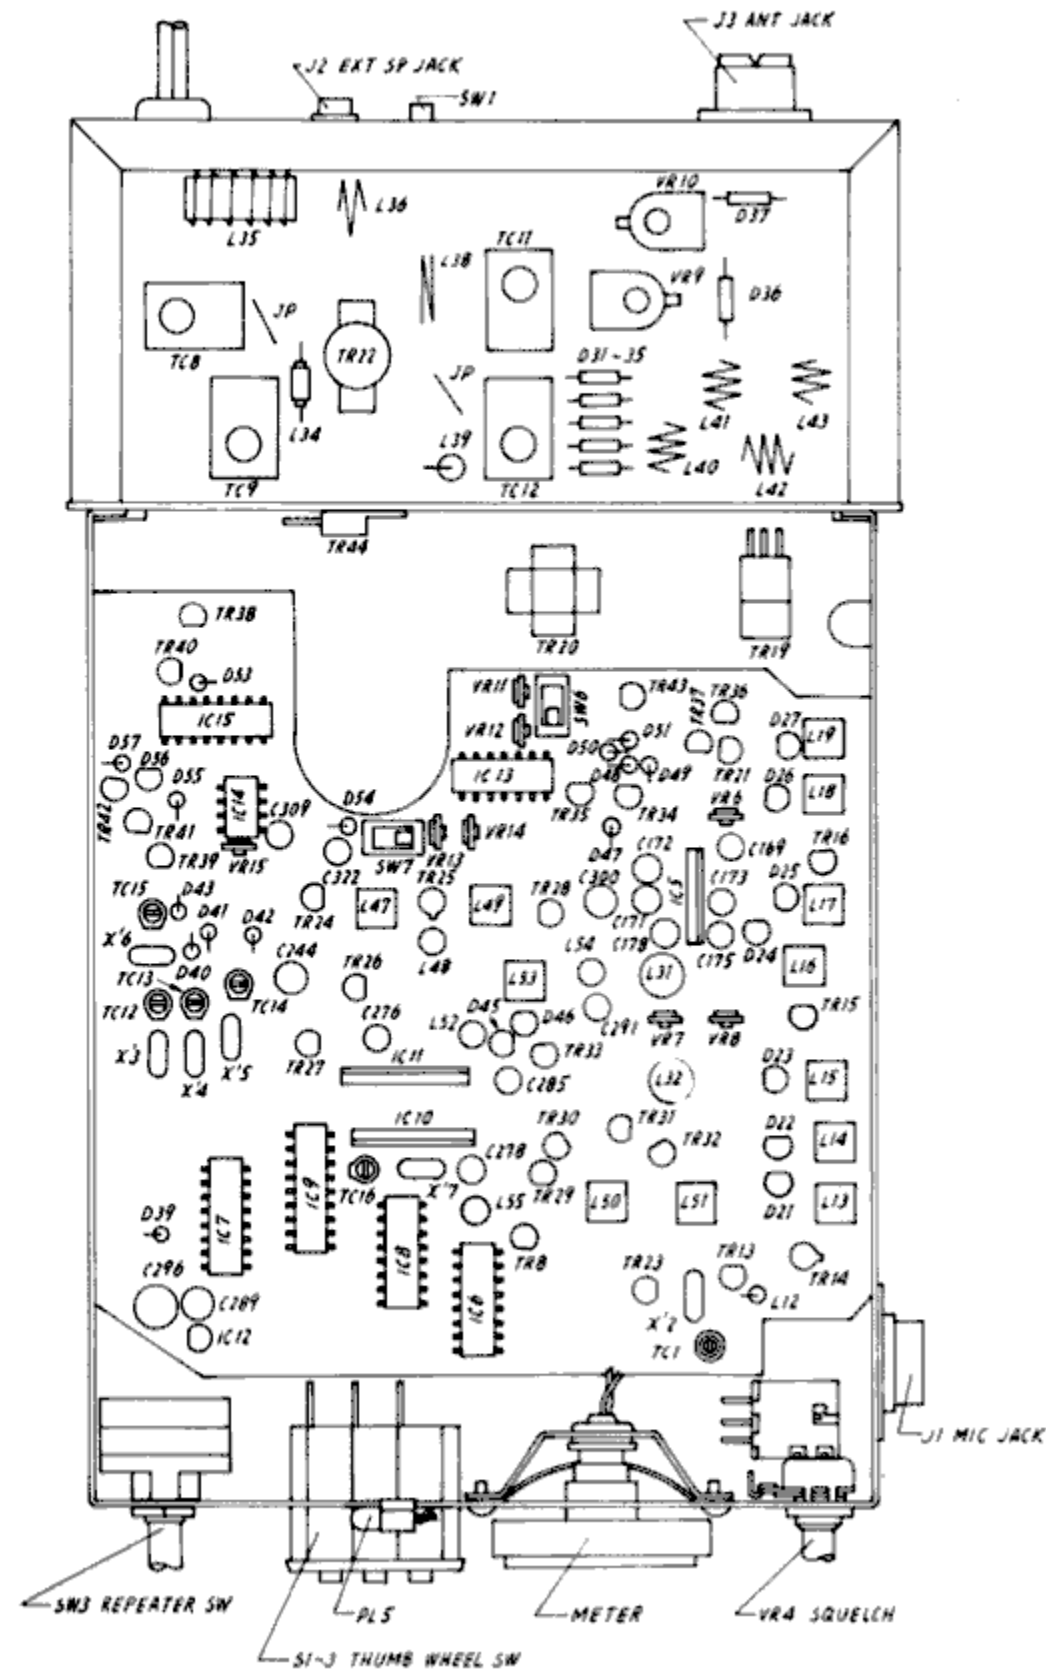 J3 ANT JACK
J2 EXT SP JACK
SW1
VR10
L36
D37
L35
TC11
L38
VR9
D36
JP
TR22
D31~35
TC8
JP
L41
L43
L34
L39
L40
TC9
TC12
L42
TR44
TR38
TR20
TR19
TR40
D53
VR11
SW6
TR43
TR36
TR37
IC15
VR12
D51
D27
L19
D57
D50
D56
IC13
D48
D49
TR21
D26
D55
TR42
IC14
C309
D54
TR35
TR34
VR6
L18
TR41
VR14
D47
C172
C169
TR16
TR39
VR15
SW7
VR13
C322
TR25
IC5
TC15
D43
C300
C173
D25
D41
D42
TR24
L47
L49
TR28
C171
L17
X'6
C178
C175
D24
D40
C244
L48
L54
TC13
TR26
L53
L31
L16
TC12
TC14
D45
TR15
C276
L52
D46
C291
VR7
VR8
X'3
X'4
X'5
TR27
IC11
TR33
D23
C285
L32
L15
IC10
TR30
TR31
D22
C278
TR32
L14
IC9
TC16
X'7
TR29
IC7
L55
L50
L51
D21
L13
D39
IC8
TR8
TR13
C296
TR23
TR14
C289
L12
IC6
IC12
X'2
TC1
J1 MIC JACK
SW3 REPEATER SW
PL5
METER
VR4 SQUELCH
S1-3 THUMB WHEEL SW